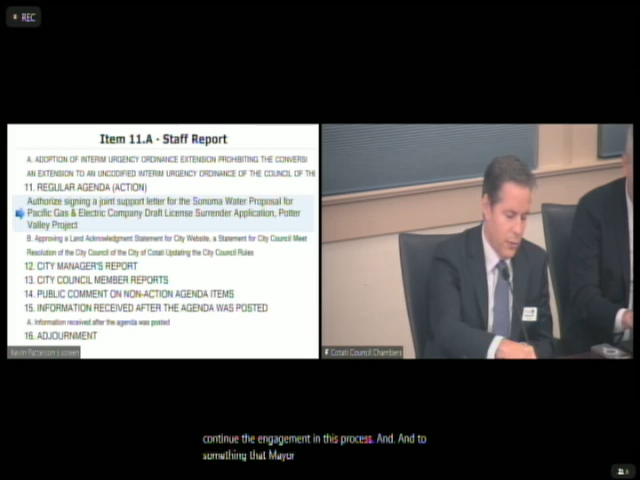 REC
Item 11.A - Staff Report
A. ADOPTION OF INTERIM URGENCY ORDINANCE EXTENSION PROHIBITING THE CONVERSI
AN EXTENSION TO AN UNCODIFIED INTERIM URGENCY ORDINANCE OF THE COUNCIL OF THE
11. REGULAR AGENDA (ACTION)
Authorize signing a joint support letter for the Sonoma Water Proposal for
Pacific Gas & Electric Company Draft License Surrender Application, Potter
Valley Project
B. Approving a Land Acknowledgment Statement for City Website, a Statement for City Council Meet
Resolution of the City Council of the City of Cotati Updating the City Council Rules
12. CITY MANAGER'S REPORT
13. CITY COUNCIL MEMBER REPORTS
14. PUBLIC COMMENT ON NON-ACTION AGENDA ITEMS
15. INFORMATION RECEIVED AFTER THE AGENDA WAS POSTED
A. Information received after the agenda was posted
16. ADJOURNMENT
Kevin Patterson's screen
Cotati Council Chambers
continue the engagement in this process. And. And to
something that Mayor